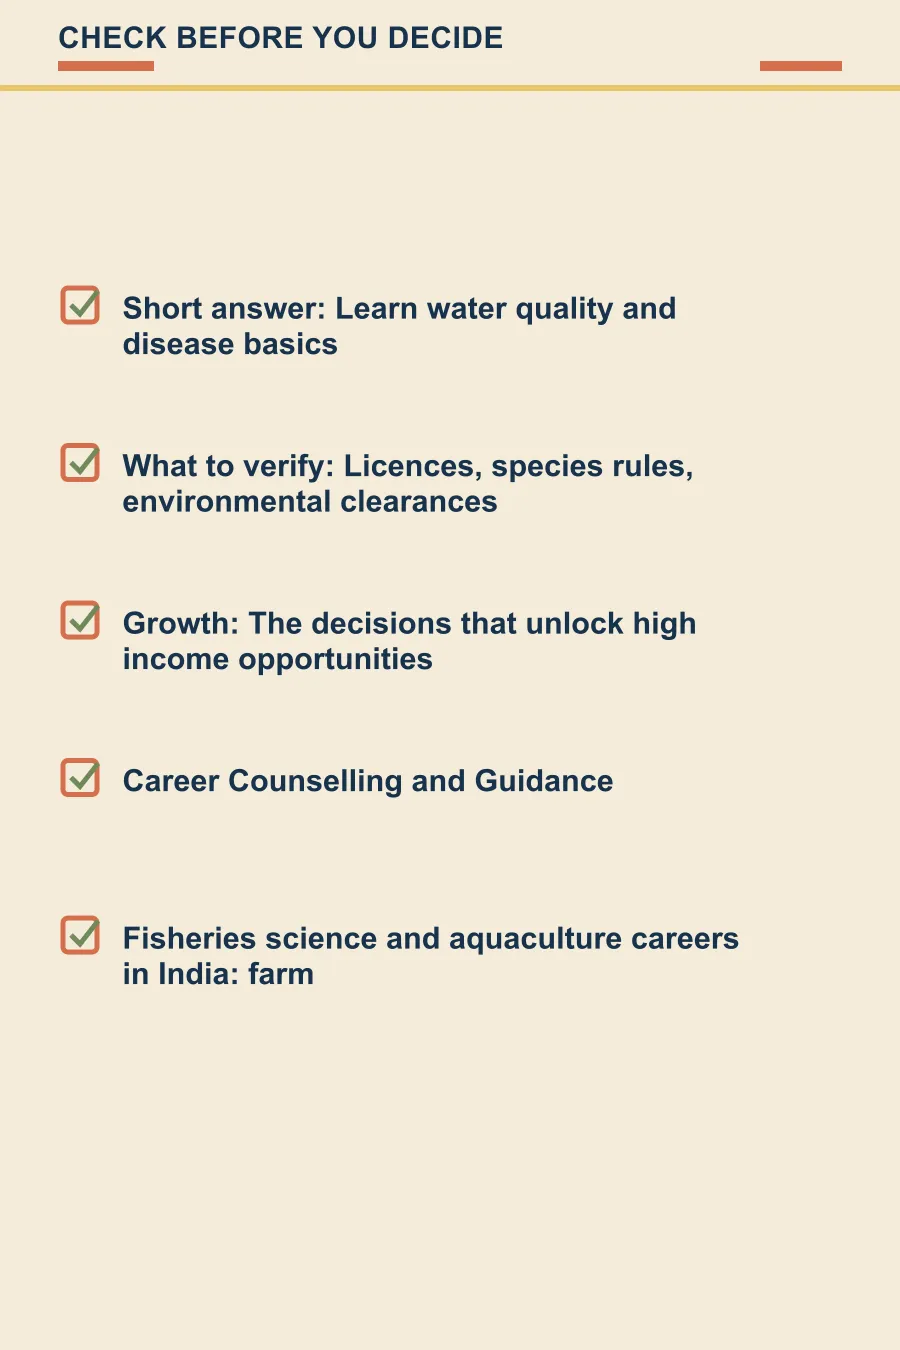 CHECK BEFORE YOU DECIDE
Short answer: Learn water quality and
disease basics
What to verify: Licences, species rules,
environmental clearances
Growth: The decisions that unlock high
income opportunities
Career Counselling and Guidance
Fisheries science and aquaculture careers
in India: farm